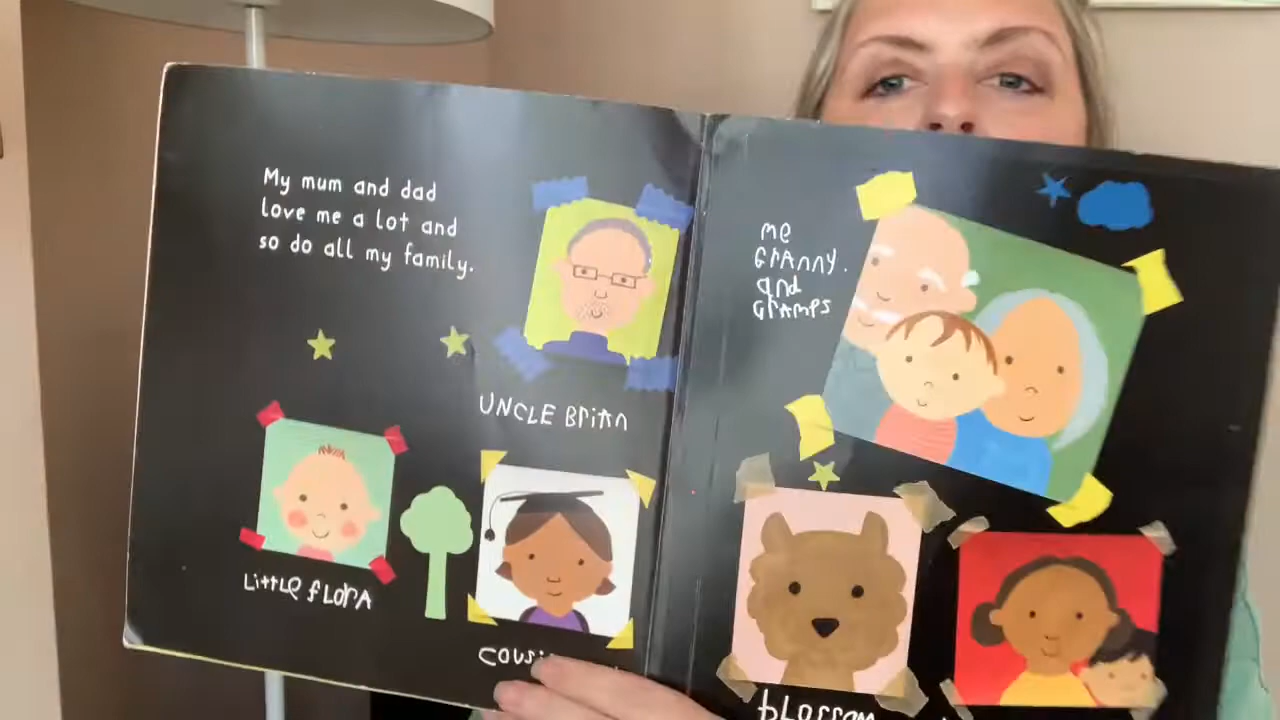 My mum and dad
love me a lot and
so do all my family.
UNCLE Brian
Little flora
me
Granny.
and
Gramps
blossom